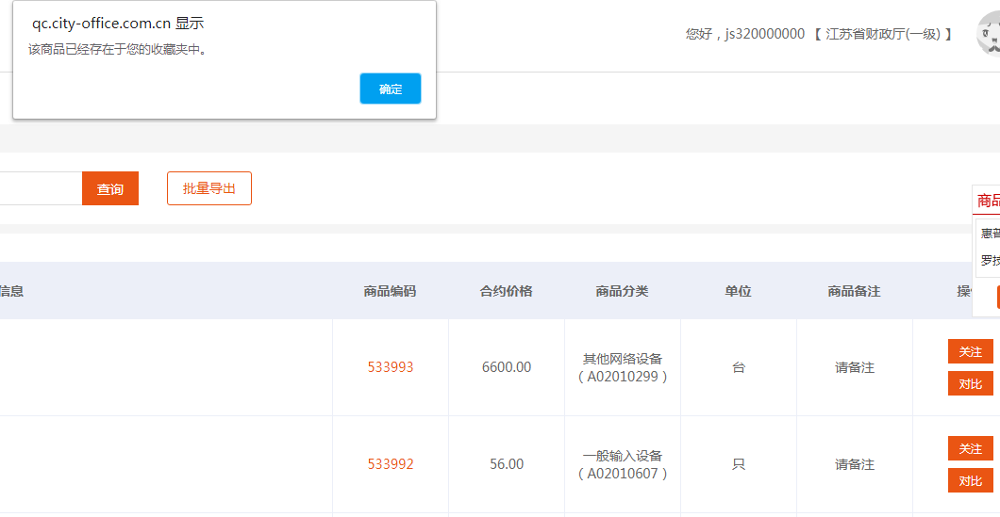 qc.city-office.com.cn 显示
该商品已经存在于您的收藏夹中。
确定
您好，js320000000 【 江苏省财政厅(一级) 】
查询
批量导出
商品
惠普
罗技
信息
商品编码
合约价格
商品分类
单位
商品备注
操
533993
6600.00
其他网络设备
（A02010299）
台
请备注
关注
对比
533992
56.00
一般输入设备
（A02010607）
只
请备注
关注
对比